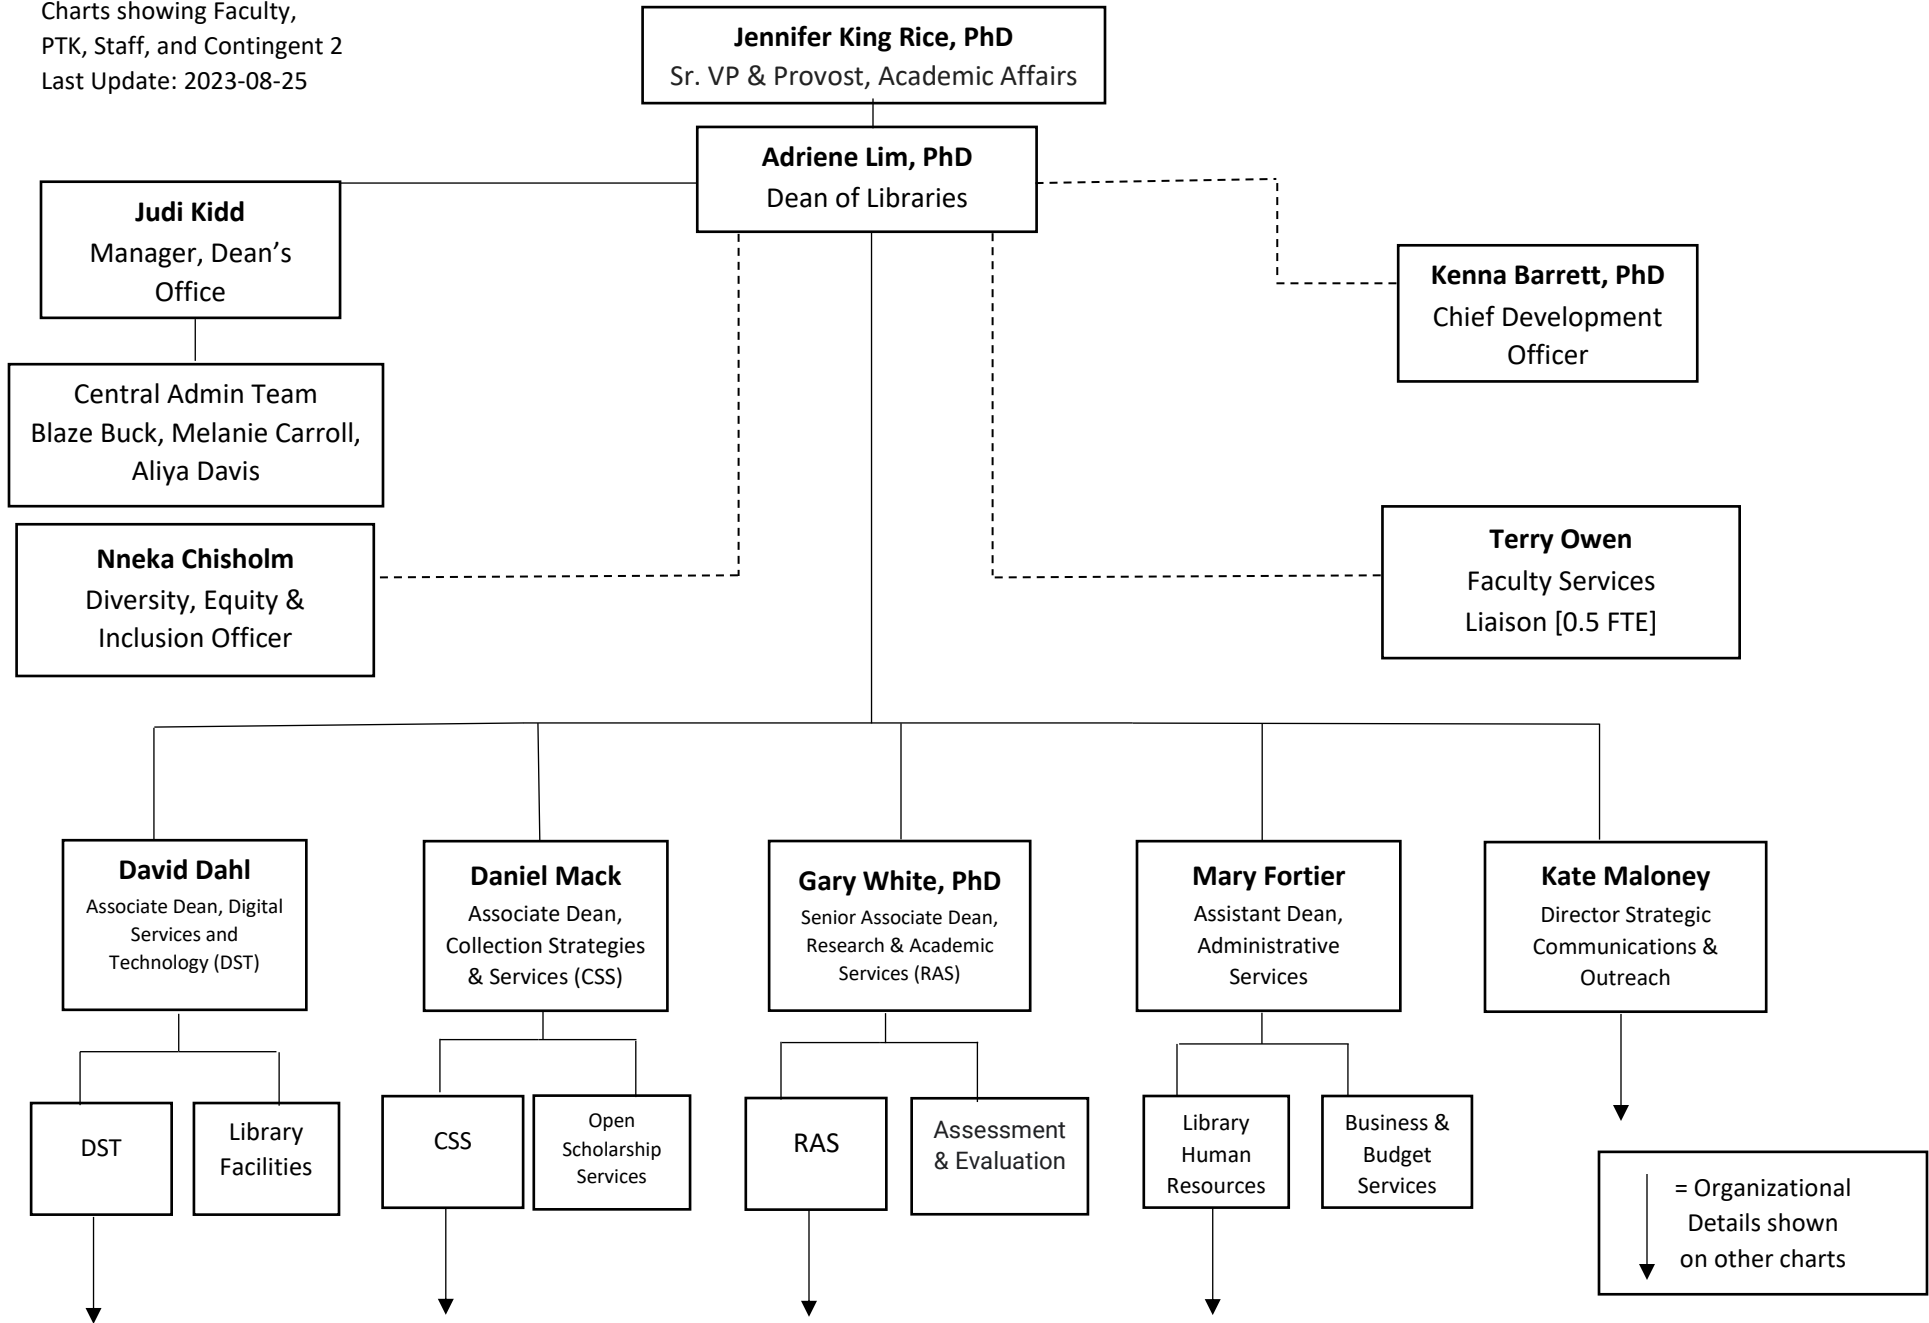 Charts showing Faculty,
PTK, Staff, and Contingent 2
Last Update: 2023-08-25
Jennifer King Rice, PhD
Sr. VP & Provost, Academic Affairs
Adriene Lim, PhD
Dean of Libraries
Judi Kidd
Manager, Dean’s
Office
Kenna Barrett, PhD
Chief Development
Officer
Central Admin Team
Blaze Buck, Melanie Carroll,
Aliya Davis
Nneka Chisholm
Diversity, Equity &
Inclusion Officer
Terry Owen
Faculty Services
Liaison [0.5 FTE]
David Dahl
Associate Dean, Digital
Services and
Technology (DST)
Daniel Mack
Associate Dean,
Collection Strategies
& Services (CSS)
Gary White, PhD
Senior Associate Dean,
Research & Academic
Services (RAS)
Mary Fortier
Assistant Dean,
Administrative
Services
Kate Maloney
Director Strategic
Communications &
Outreach
DST
Library
Facilities
CSS
Open
Scholarship
Services
RAS
Assessment
& Evaluation
Library
Human
Resources
Business &
Budget
Services
= Organizational
Details shown
on other charts